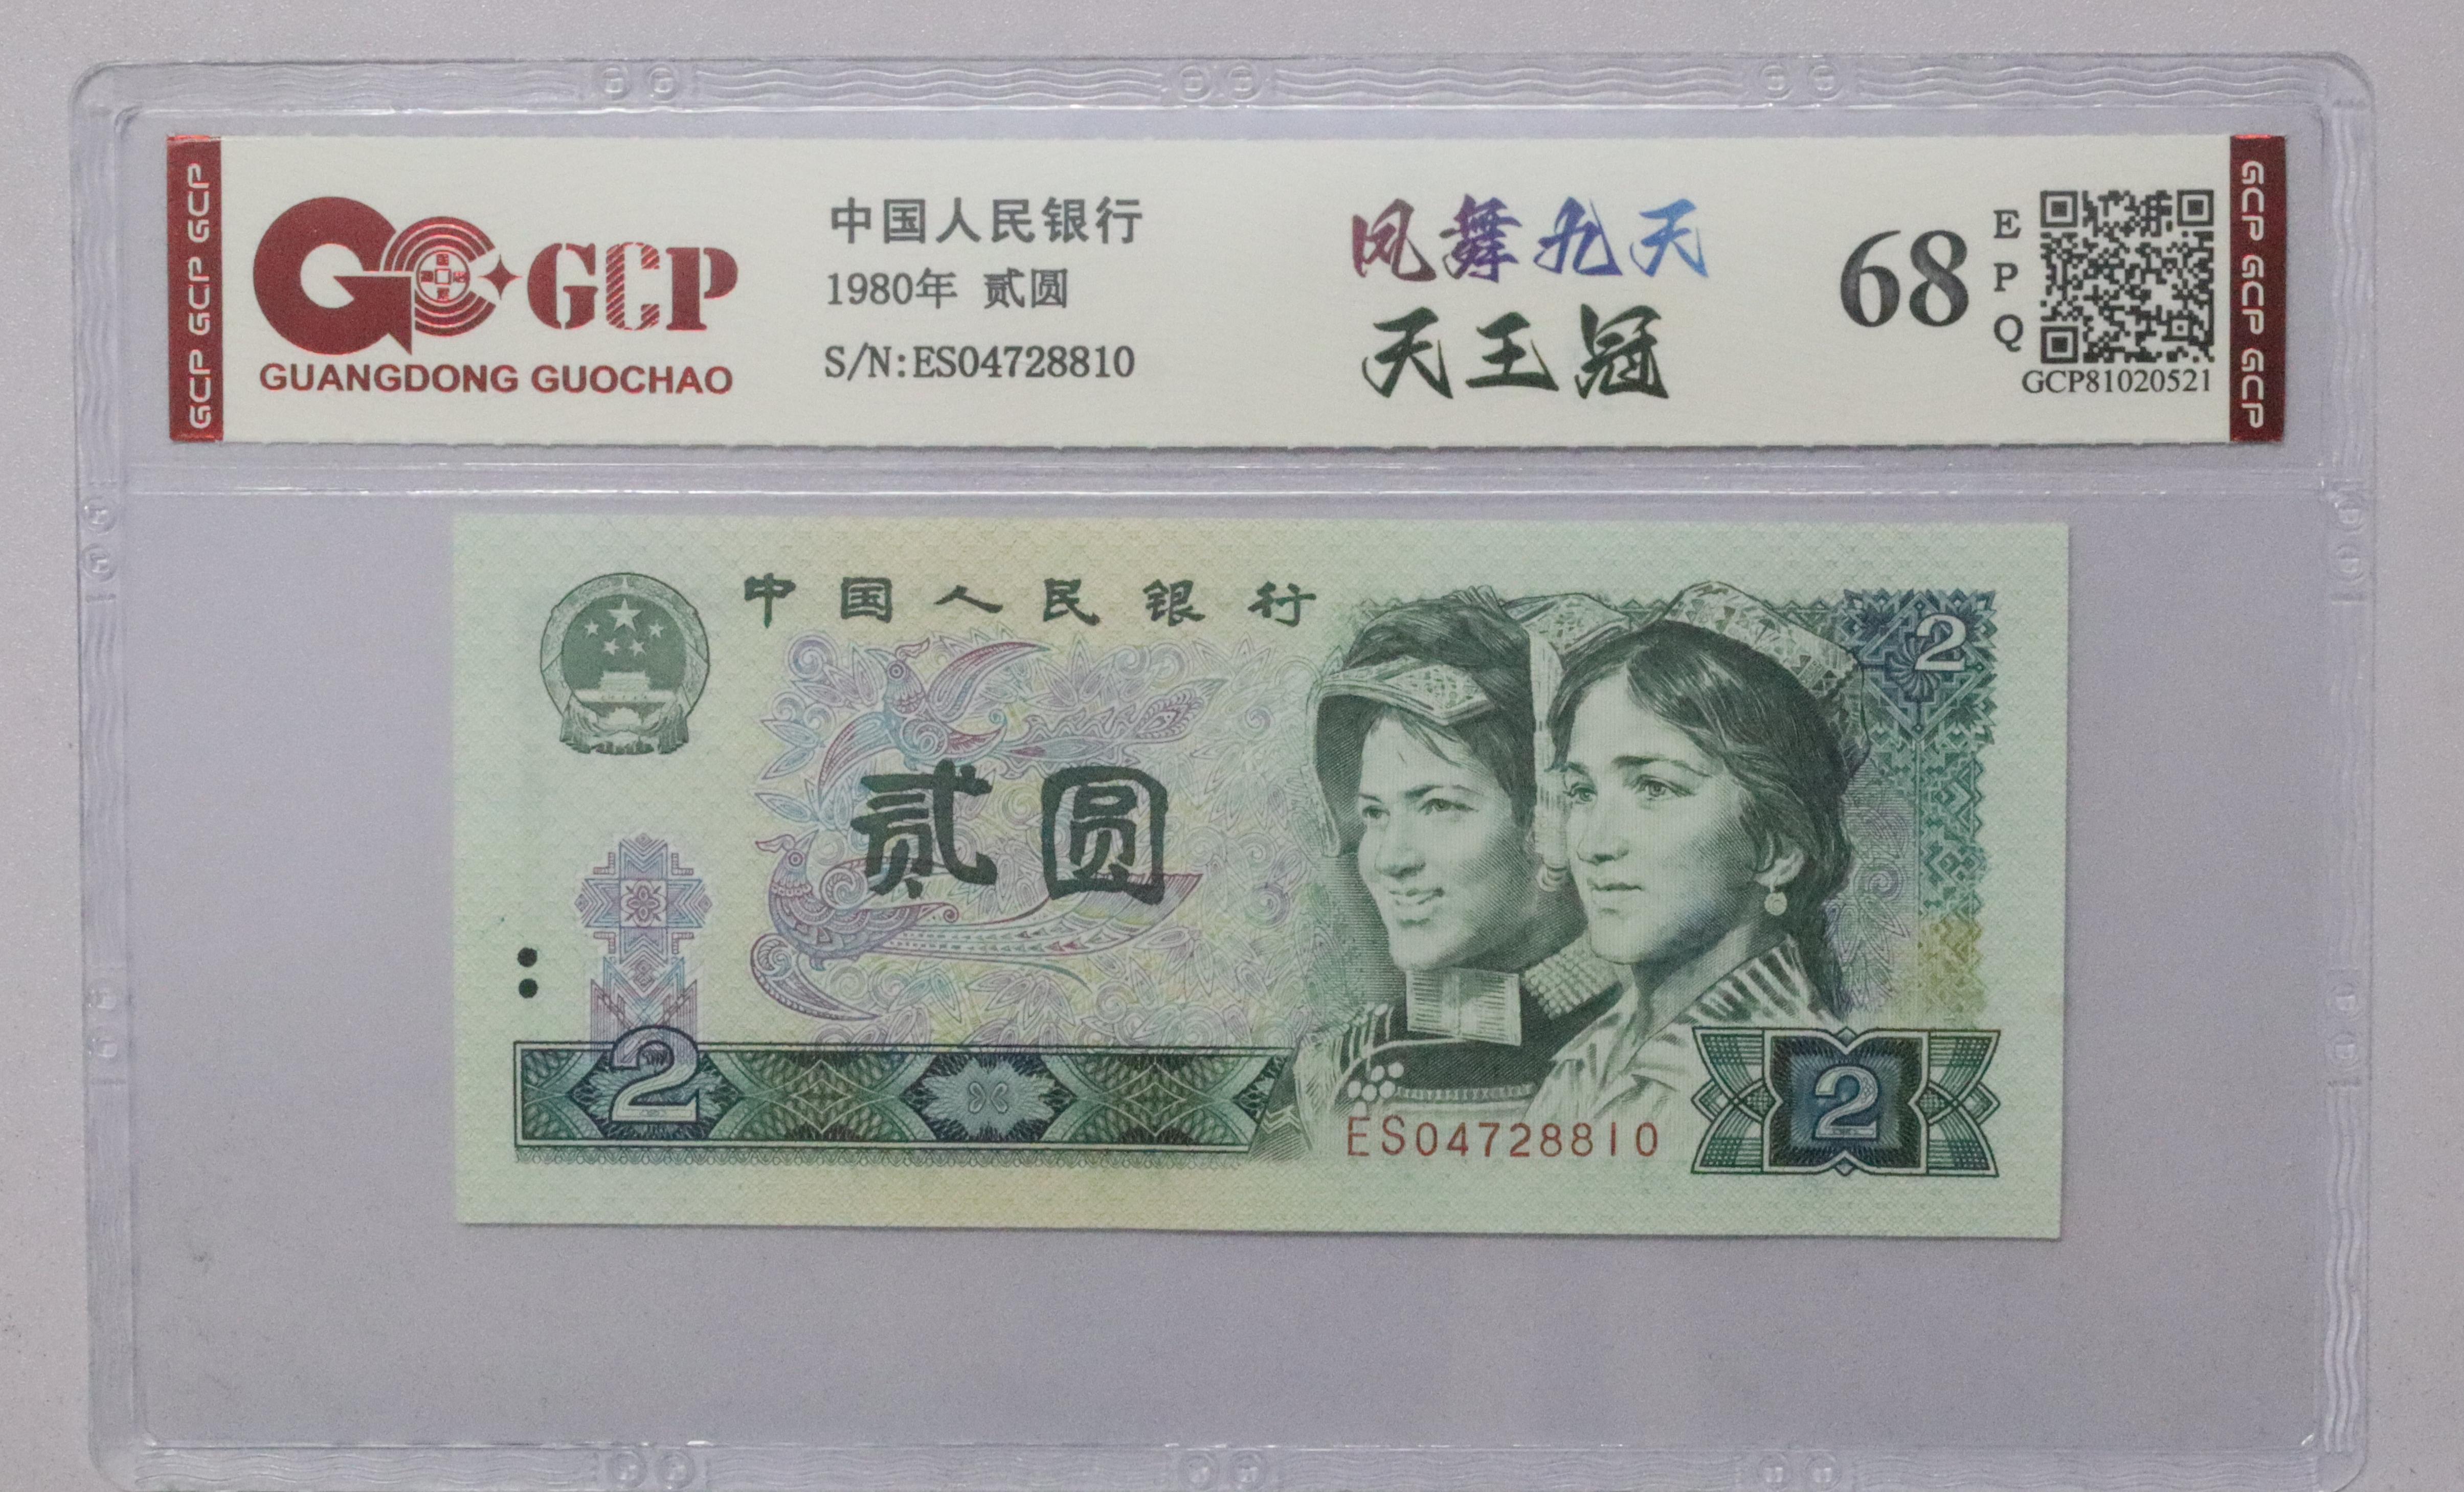 GCP GCP GCP
GCP
GUANGDONG GUOCHAO
中国人民银行
1980年 贰圆
S/N:ES04728810
凤舞九天
天王冠
68
EPQ
GCP81020521
GCP GCP GCP
中国人民银行
2
贰圆
2
ES04728810
2